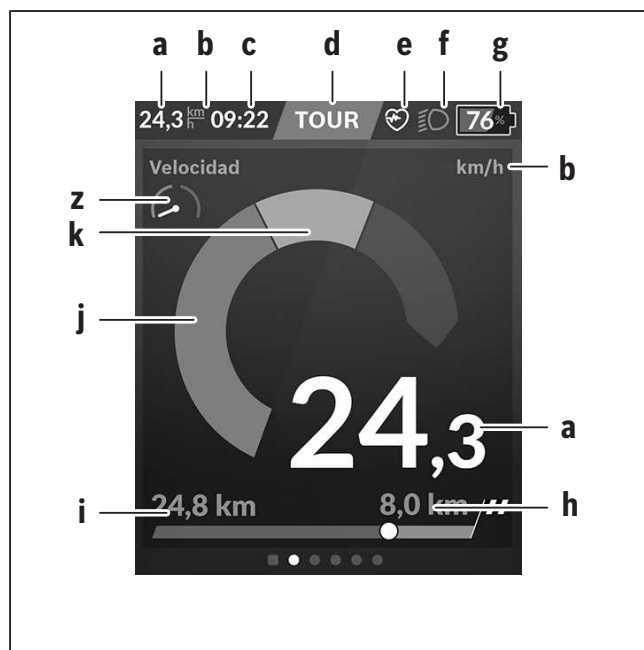 a b c d e f g
24,3 km/h 09:22 TOUR 76%
Velocidad km/h b
z
k
j
24,3 a
i 24,8 km 8,0 km h